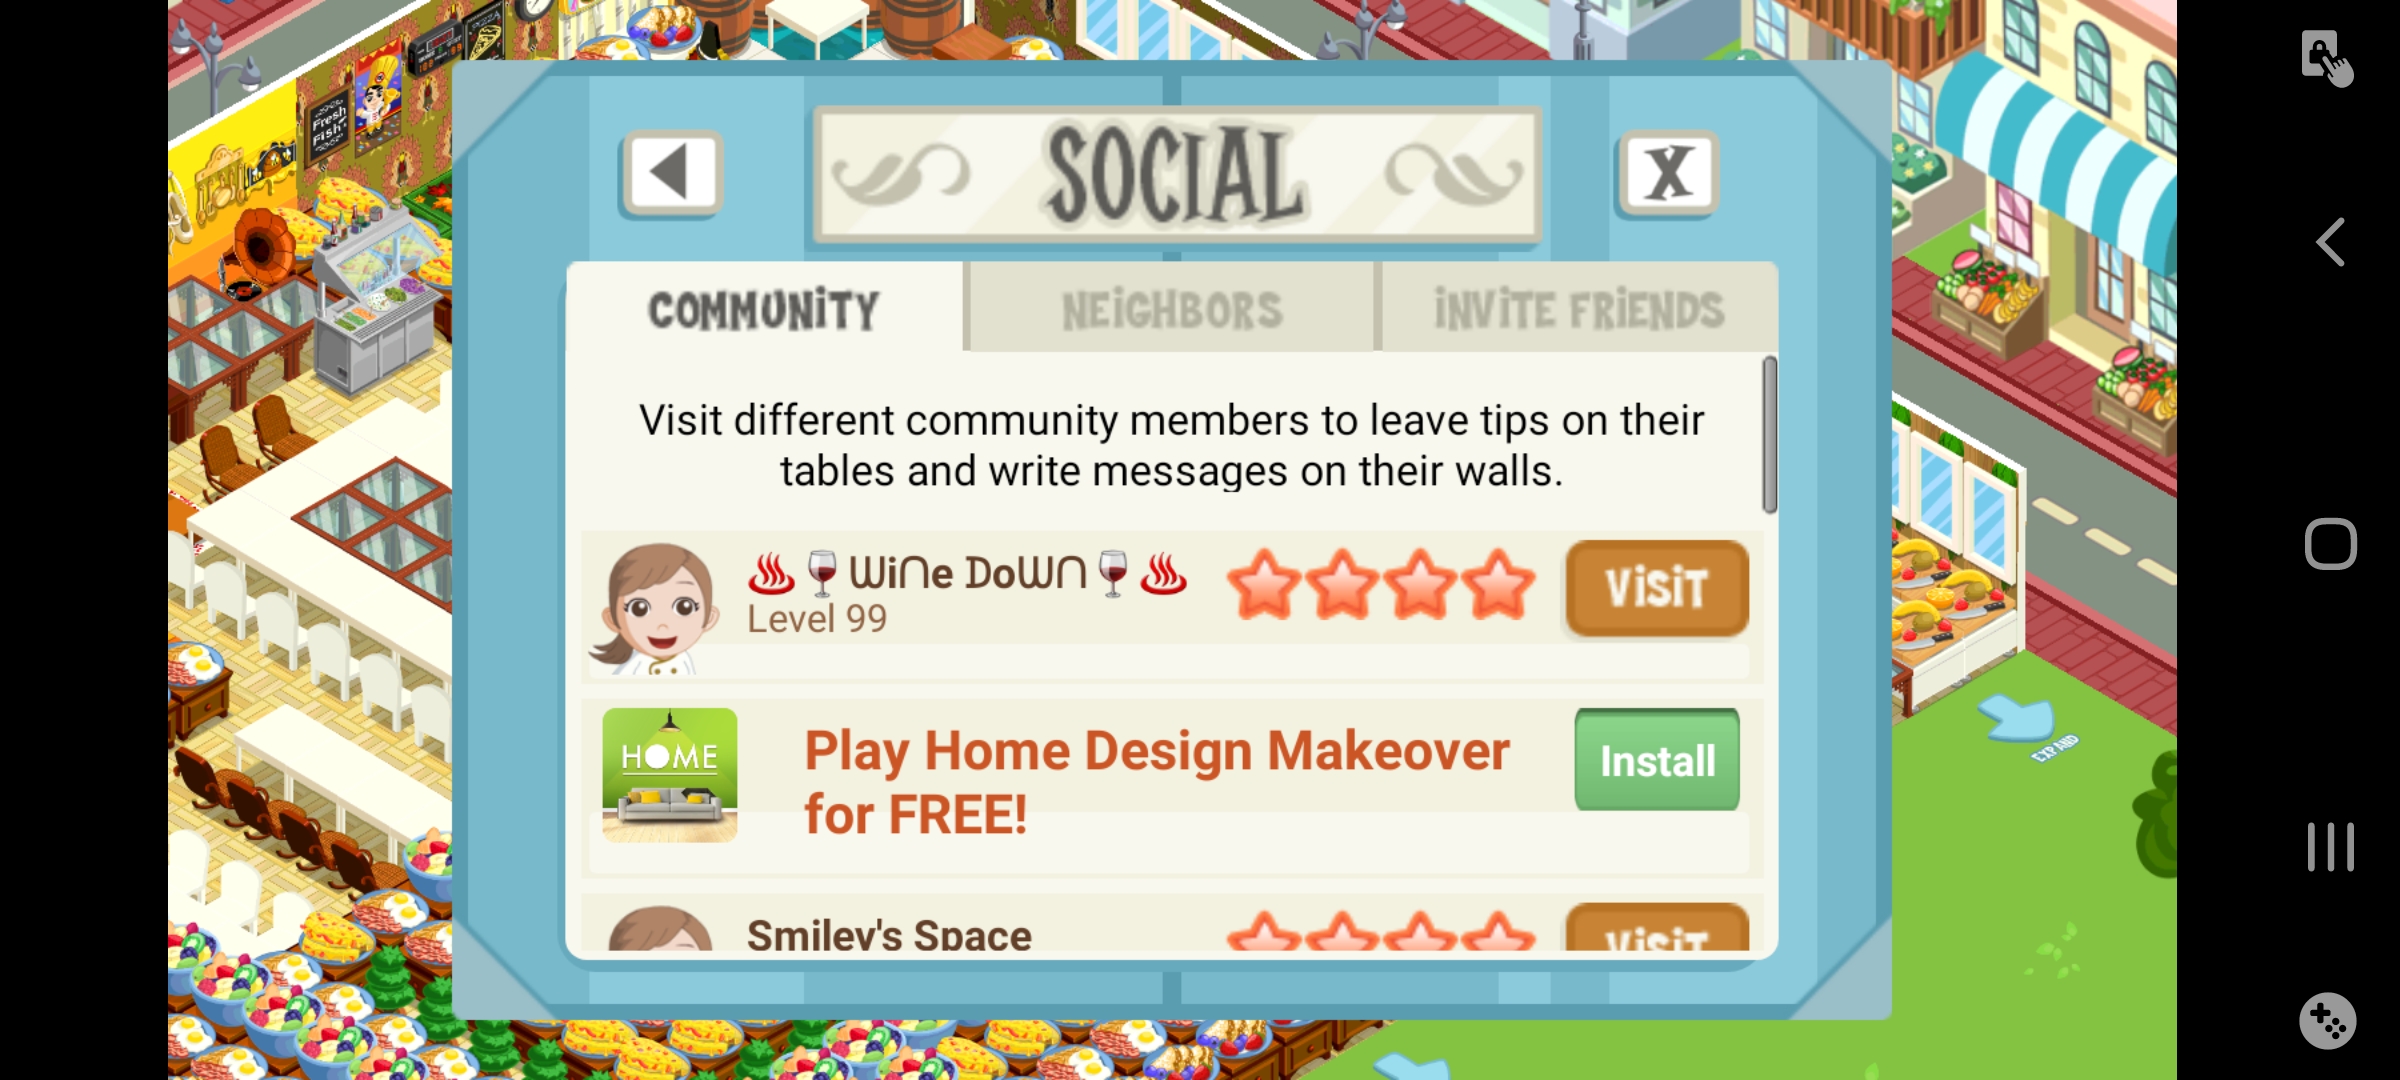 Fresh
Fish
SOCIAL
X
COMMUNITY
NEIGHBORS
INVITE FRIENDS
Visit different community members to leave tips on their
tables and write messages on their walls.
♨️🍷ᗯiᑎe Doᗯᑎ🍷♨️
Level 99
VISIT
HOME
Play Home Design Makeover
for FREE!
Install
Smiley's Space
VISIT
EXPAND